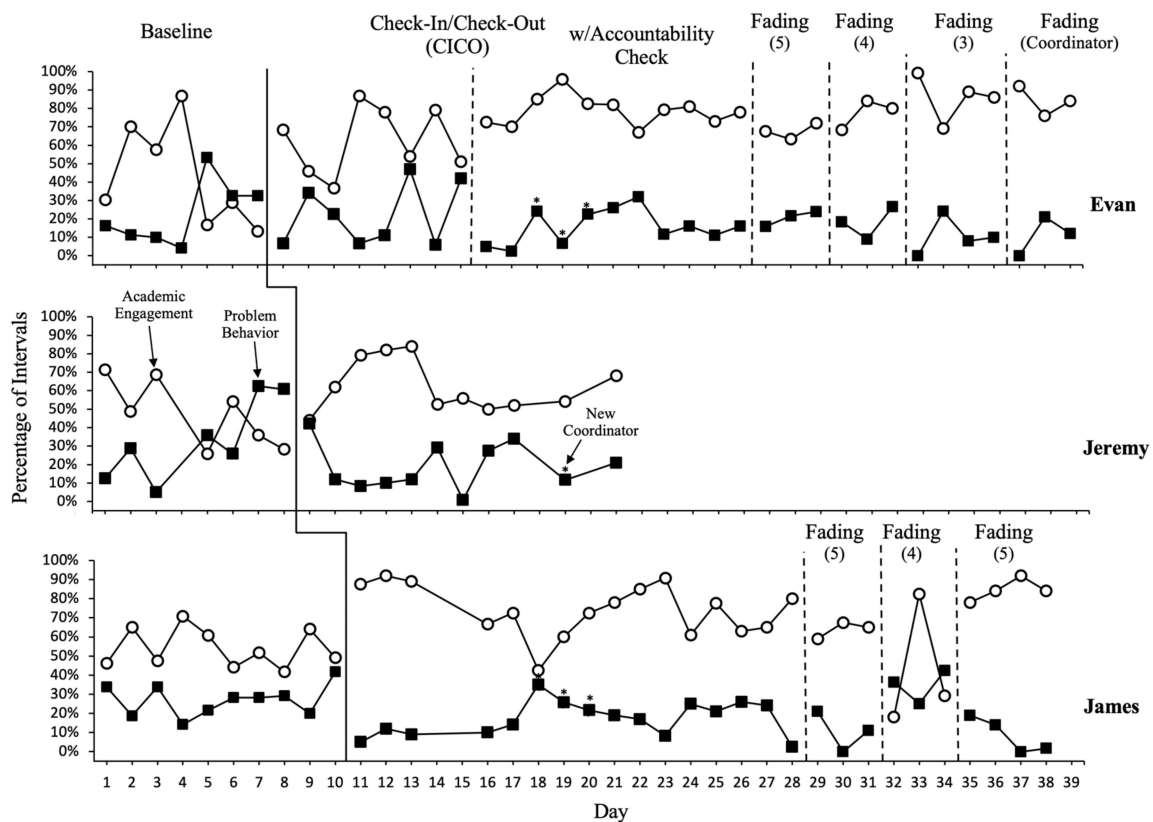 Baseline
Check-In/Check-Out
(CICO)
w/Accountability
Check
Fading
(5)
Fading
(4)
Fading
(3)
Fading
(Coordinator)
100%
90%
80%
70%
60%
50%
40%
30%
20%
10%
0%
*
*
*
Evan
Percentage of Intervals
Academic
Engagement
Problem
Behavior
100%
90%
80%
70%
60%
50%
40%
30%
20%
10%
0%
New
Coordinator
*
Jeremy
Fading
(5)
Fading
(4)
Fading
(5)
100%
90%
80%
70%
60%
50%
40%
30%
20%
10%
0%
*
*
*
James
1 2 3 4 5 6 7 8 9 10 11 12 13 14 15 16 17 18 19 20 21 22 23 24 25 26 27 28 29 30 31 32 33 34 35 36 37 38 39
Day